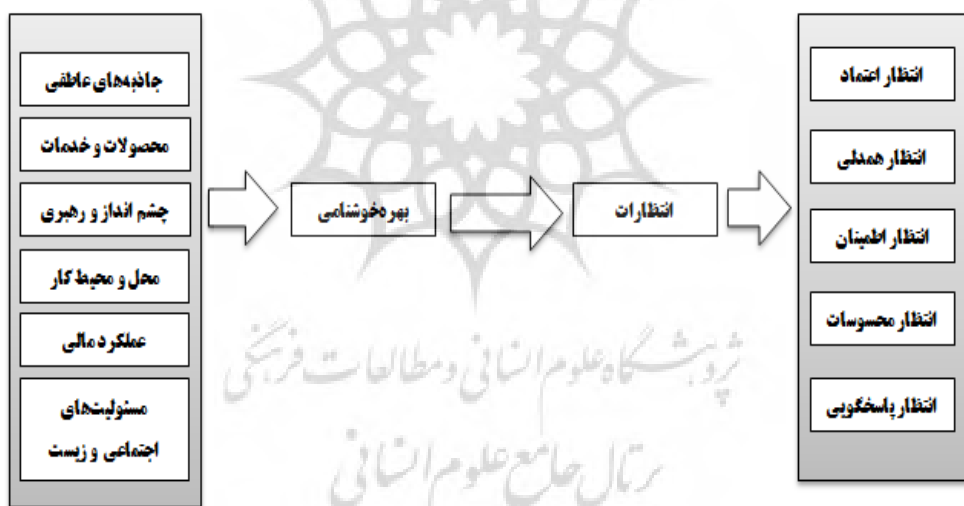 جاذبه‌های عاطفی
محصولات و خدمات
چشم انداز و رهبری
محل و محیط کار
عملکرد مالی
مسئولیت‌های
اجتماعی و زیست
بهره‌خوشنامی
انتظارات
انتظار اعتماد
انتظار همدلی
انتظار اطمینان
انتظار محسوسات
انتظار پاسخگویی
پژوهشگاه علوم انسانی و مطالعات فرهنگی
پرتال جامع علوم انسانی